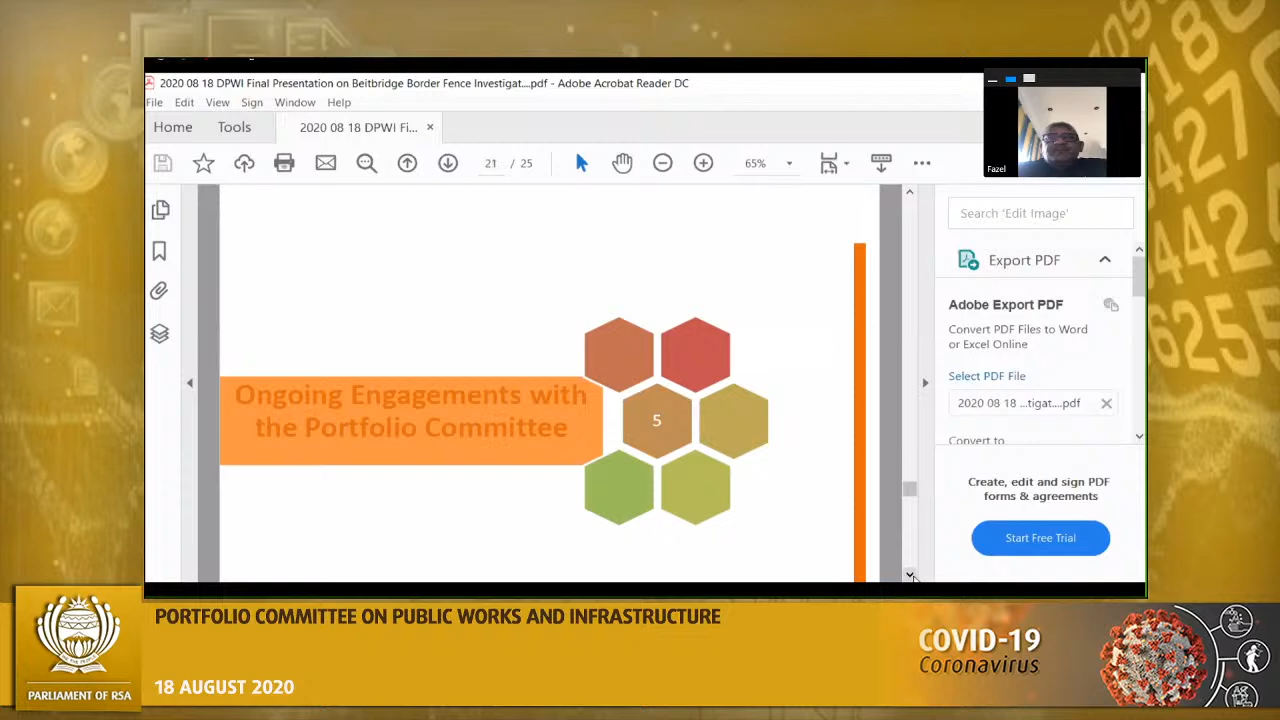 2020 08 18 DPWI Final Presentation on Beitbridge Border Fence Investigat....pdf - Adobe Acrobat Reader DC
File Edit View Sign Window Help
Home Tools 2020 08 18 DPWI Fi... ×
21 / 25 65%
Fazel
Search 'Edit Image'
Export PDF
Adobe Export PDF
Convert PDF Files to Word
or Excel Online
Select PDF File
2020 08 18 ...tigat....pdf
Convert to
Create, edit and sign PDF
forms & agreements
Start Free Trial
Ongoing Engagements with
the Portfolio Committee
5
PORTFOLIO COMMITTEE ON PUBLIC WORKS AND INFRASTRUCTURE
18 AUGUST 2020
PARLIAMENT OF RSA
COVID-19
Coronavirus